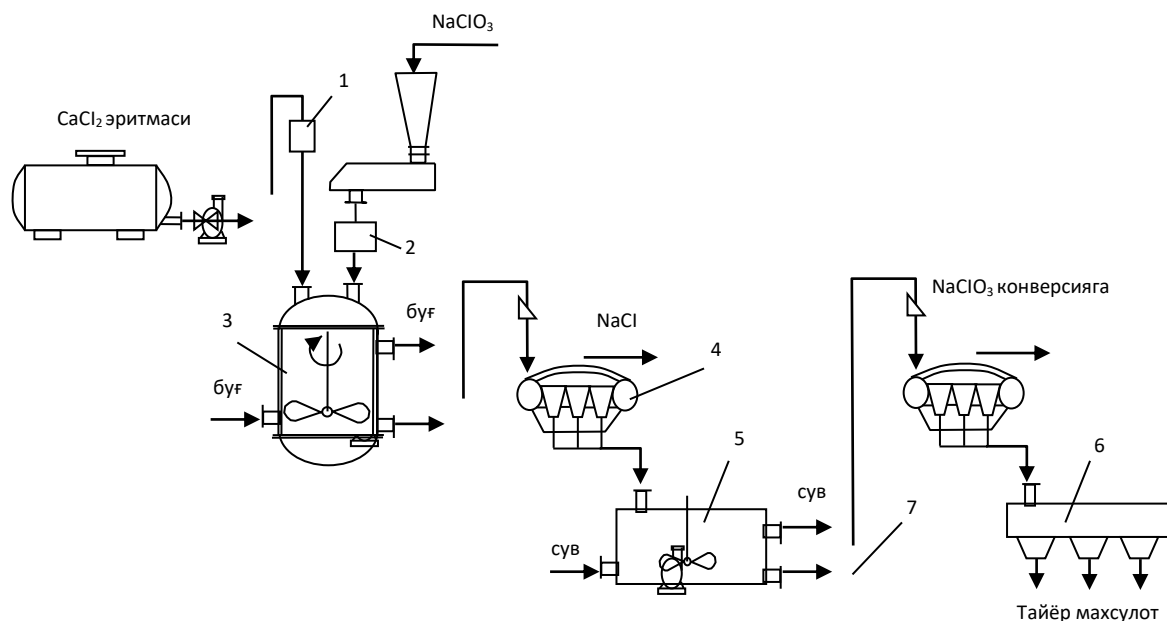 NaClO₃
1
CaCl₂ эритмаси
2
NaClO₃ конверсияга
буғ
NaCl
3
4
буғ
5
6
сув
7
сув
Тайёр махсулот